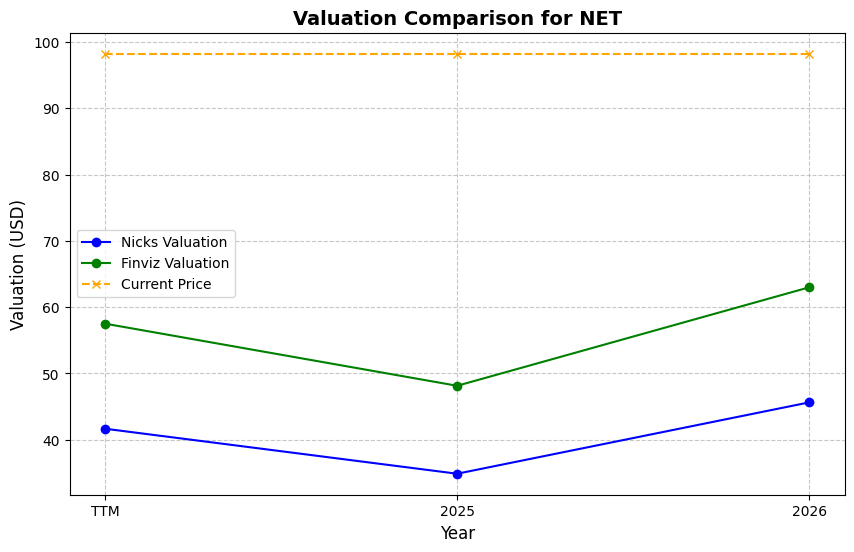 Valuation Comparison for NET
Valuation (USD)
100
90
80
70
60
50
40
Nicks Valuation
Finviz Valuation
Current Price
TTM
2025
2026
Year